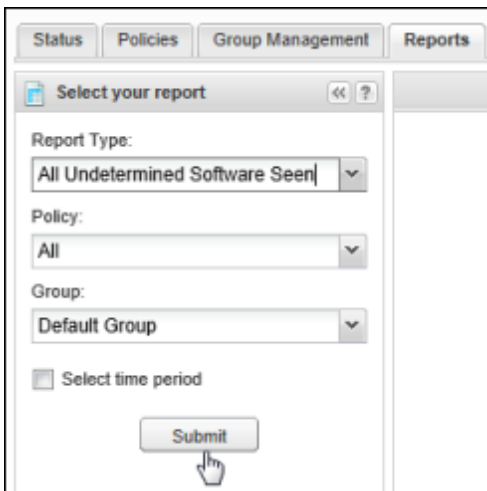 Status Policies Group Management Reports
Select your report « ?
Report Type:
All Undetermined Software Seen
Policy:
All
Group:
Default Group
Select time period
Submit